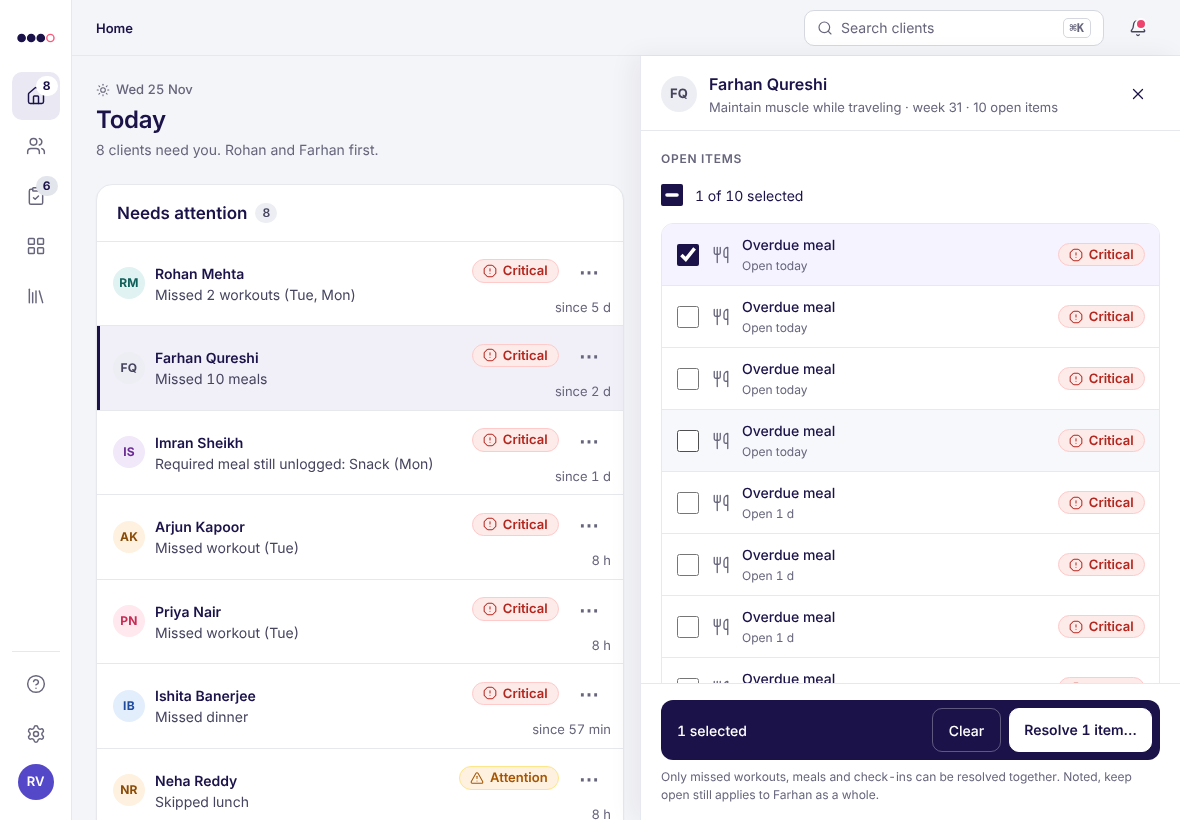 Home
Search clients
⌘K
8
6
RV
Wed 25 Nov
Today
8 clients need you. Rohan and Farhan first.
Needs attention 8
RM
Rohan Mehta
Missed 2 workouts (Tue, Mon)
Critical
since 5 d
FQ
Farhan Qureshi
Missed 10 meals
Critical
since 2 d
IS
Imran Sheikh
Required meal still unlogged: Snack (Mon)
Critical
since 1 d
AK
Arjun Kapoor
Missed workout (Tue)
Critical
8 h
PN
Priya Nair
Missed workout (Tue)
Critical
8 h
IB
Ishita Banerjee
Missed dinner
Critical
since 57 min
NR
Neha Reddy
Skipped lunch
Attention
8 h
FQ
Farhan Qureshi
Maintain muscle while traveling · week 31 · 10 open items
OPEN ITEMS
1 of 10 selected
Overdue meal
Open today
Critical
Overdue meal
Open today
Critical
Overdue meal
Open today
Critical
Overdue meal
Open today
Critical
Overdue meal
Open 1 d
Critical
Overdue meal
Open 1 d
Critical
Overdue meal
Open 1 d
Critical
Overdue meal
1 selected
Clear
Resolve 1 item...
Only missed workouts, meals and check-ins can be resolved together. Noted, keep
open still applies to Farhan as a whole.